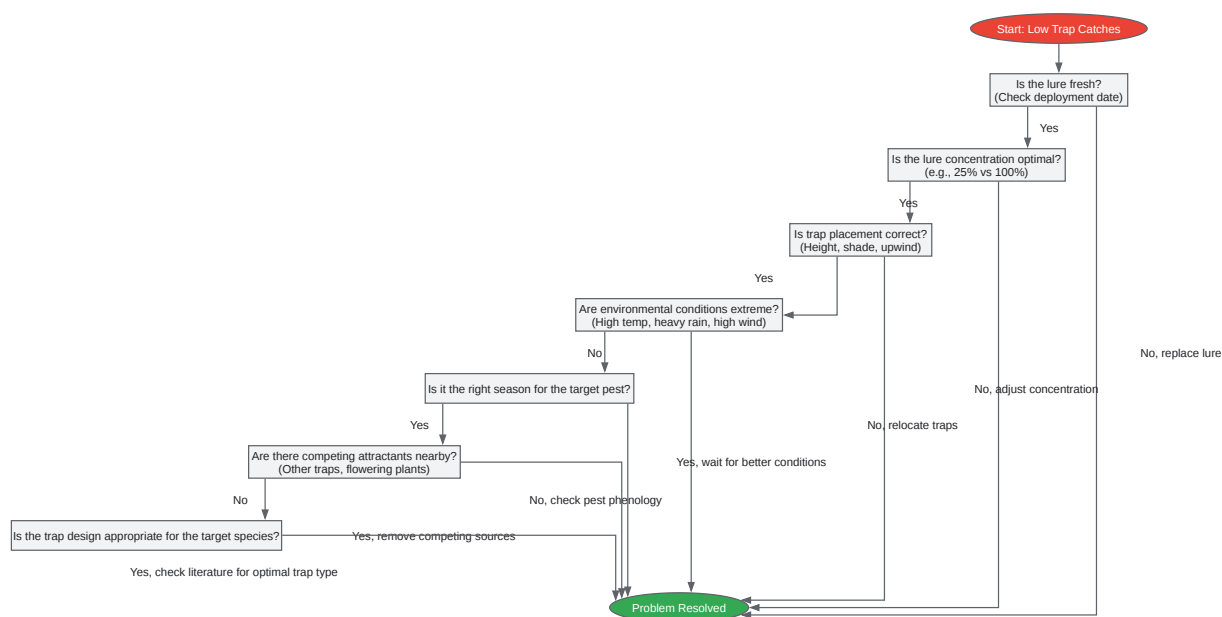 Start: Low Trap Catches
Is the lure fresh?
(Check deployment date)
Yes
Is the lure concentration optimal?
(e.g., 25% vs 100%)
Yes
Is trap placement correct?
(Height, shade, upwind)
Yes
Are environmental conditions extreme?
(High temp, heavy rain, high wind)
No
No, replace lure
Is it the right season for the target pest?
No, adjust concentration
Yes
No, relocate traps
Are there competing attractants nearby?
(Other traps, flowering plants)
Yes, wait for better conditions
No
No, check pest phenology
Is the trap design appropriate for the target species?
Yes, remove competing sources
Yes, check literature for optimal trap type
Problem Resolved